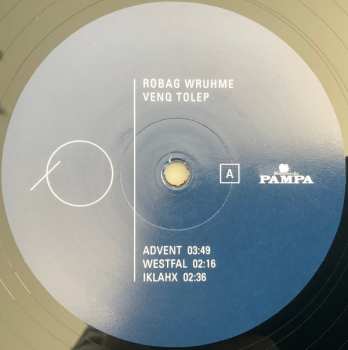 ROBAG WRUHME
VENQ TOLEP
A
PAMPA
ADVENT 03:49
WESTFAL 02:16
IKLAHX 02:36